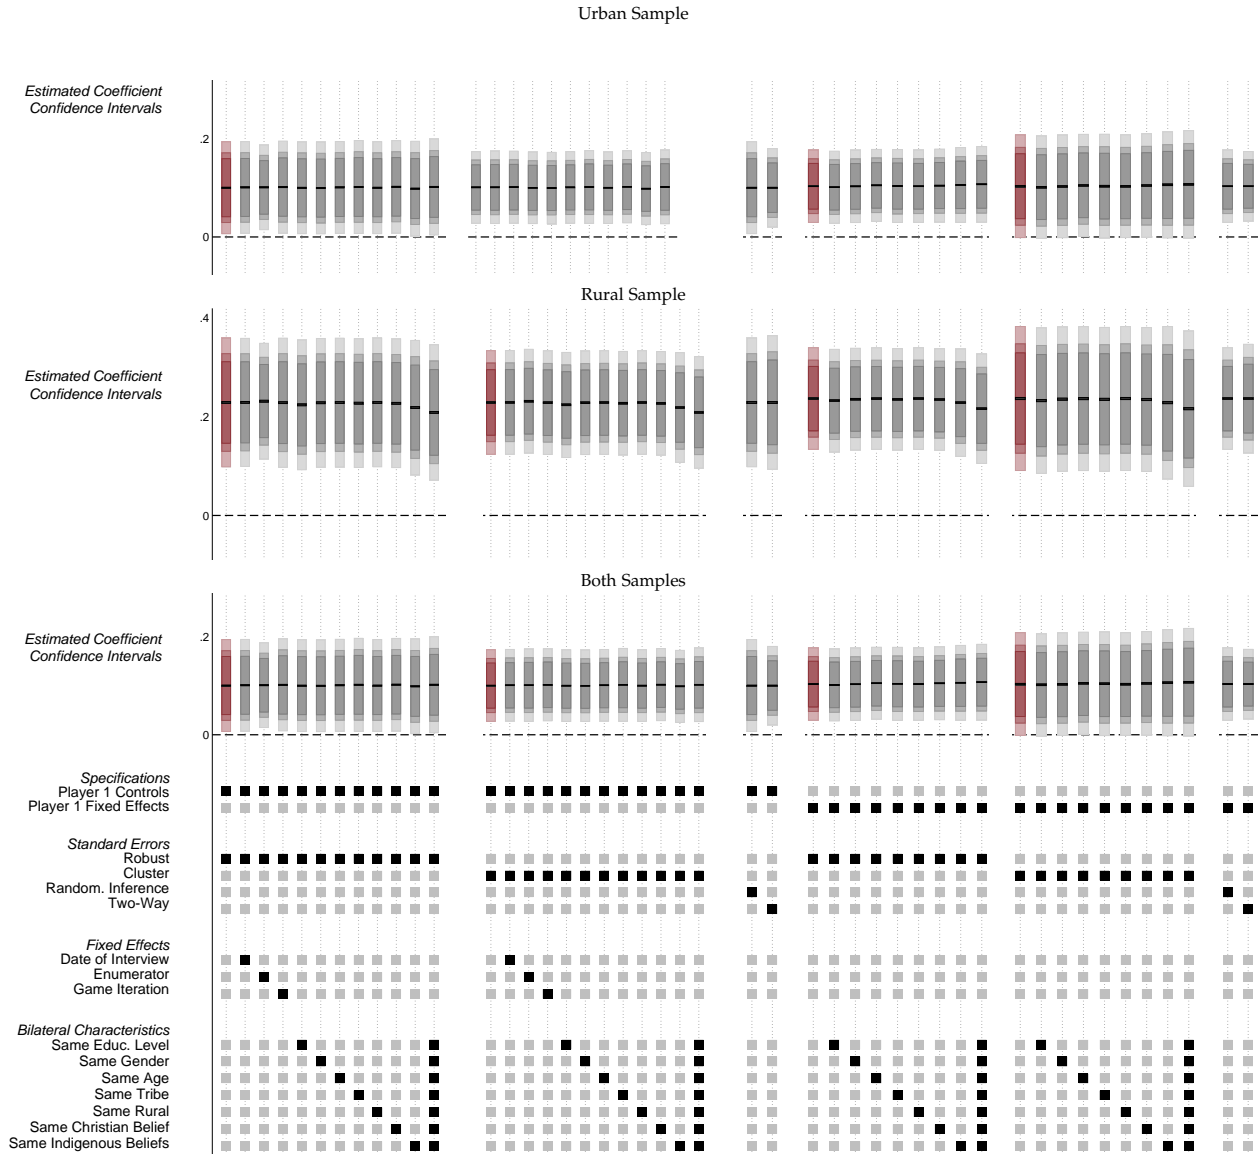 Urban Sample
Estimated Coefficient
Confidence Intervals
.2
0
Rural Sample
.4
Estimated Coefficient
Confidence Intervals
.2
0
Both Samples
Estimated Coefficient
Confidence Intervals
.2
0
Specifications
Player 1 Controls
Player 1 Fixed Effects
Standard Errors
Robust
Cluster
Random. Inference
Two-Way
Fixed Effects
Date of Interview
Enumerator
Game Iteration
Bilateral Characteristics
Same Educ. Level
Same Gender
Same Age
Same Tribe
Same Rural
Same Christian Belief
Same Indigenous Beliefs